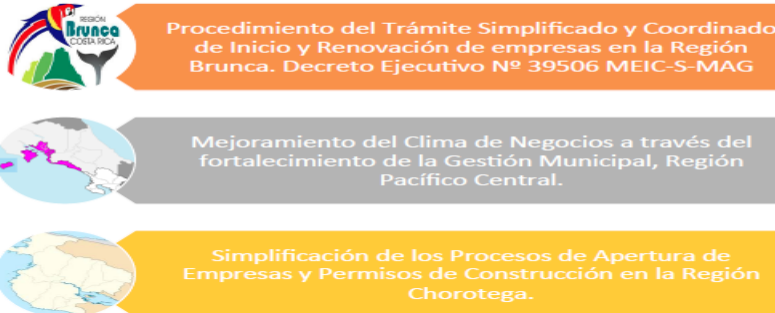 REGIÓN
Brunca
COSTA RICA
Procedimiento del Trámite Simplificado y Coordinado
de Inicio y Renovación de empresas en la Región
Brunca. Decreto Ejecutivo Nº 39506 MEIC-S-MAG
Mejoramiento del Clima de Negocios a través del
fortalecimiento de la Gestión Municipal, Región
Pacífico Central.
Simplificación de los Procesos de Apertura de
Empresas y Permisos de Construcción en la Región
Chorotega.